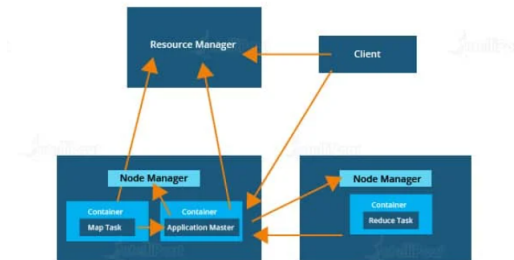 Resource Manager
Client
Node Manager
Container
Map Task
Container
Application Master
Node Manager
Container
Reduce Task